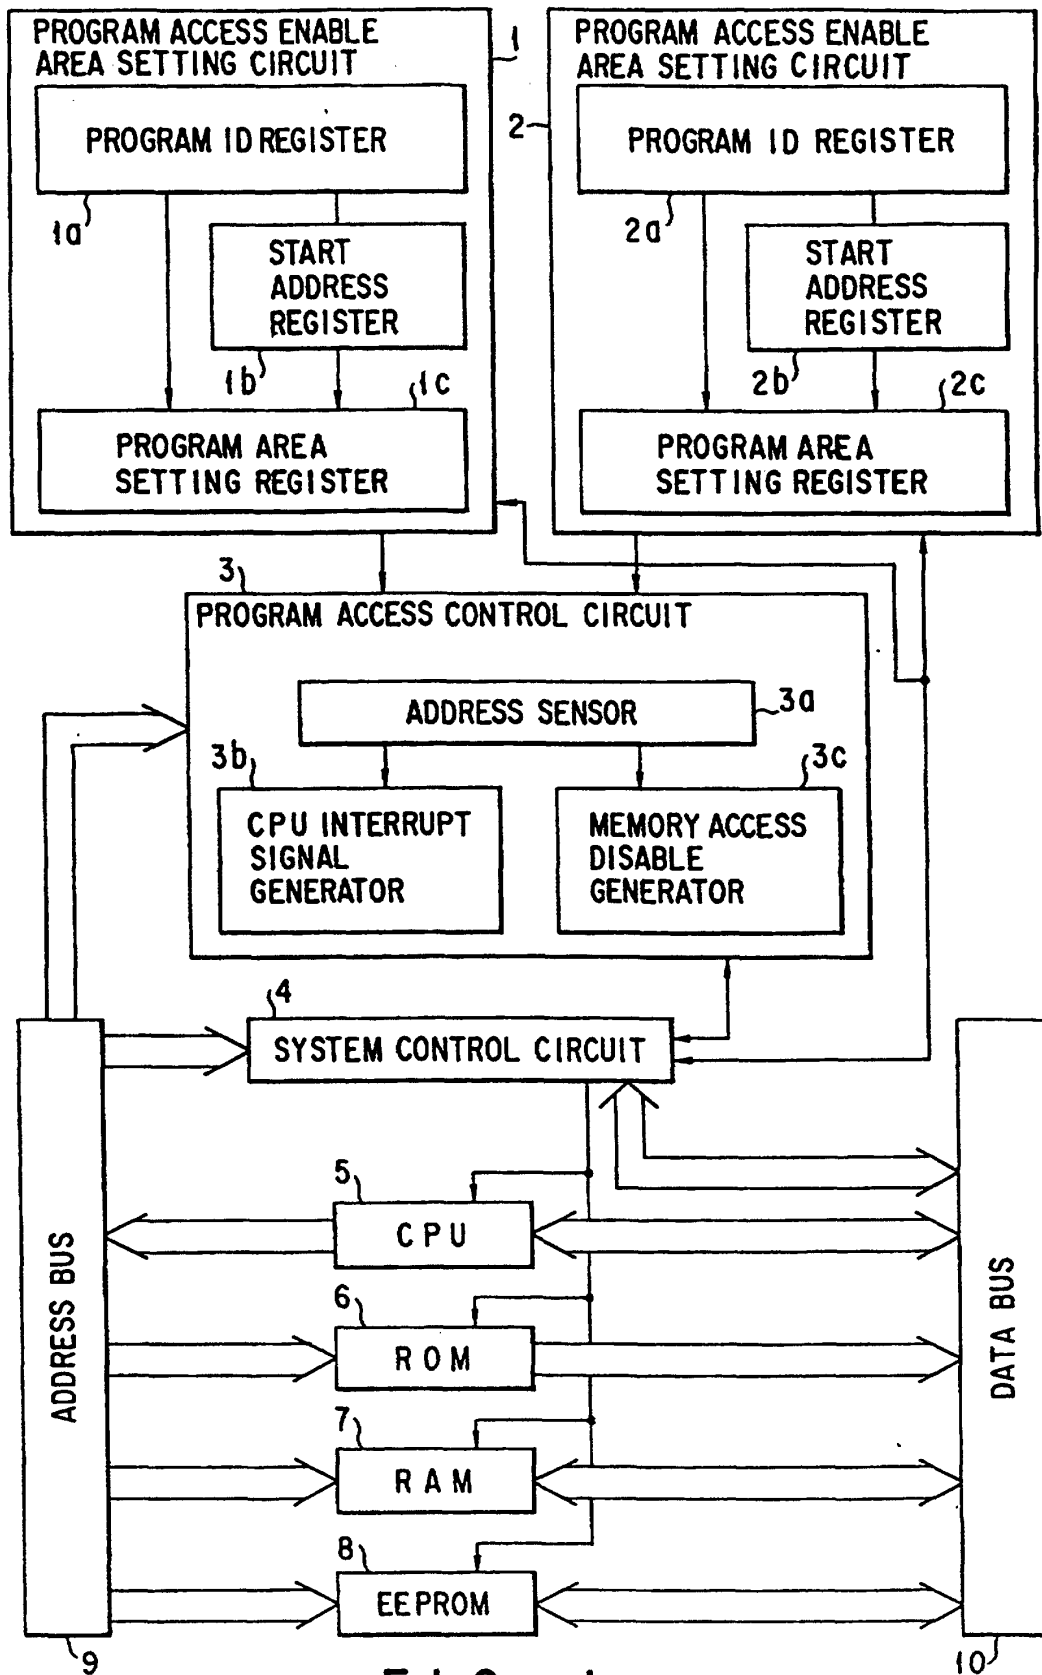 PROGRAM ACCESS ENABLE
AREA SETTING CIRCUIT
1
PROGRAM ID REGISTER
1a
START
ADDRESS
REGISTER
1b
1c
PROGRAM AREA
SETTING REGISTER
PROGRAM ACCESS ENABLE
AREA SETTING CIRCUIT
2
PROGRAM ID REGISTER
2a
START
ADDRESS
REGISTER
2b
2c
PROGRAM AREA
SETTING REGISTER
3
PROGRAM ACCESS CONTROL CIRCUIT
ADDRESS SENSOR
3a
3b
CPU INTERRUPT
SIGNAL
GENERATOR
3c
MEMORY ACCESS
DISABLE
GENERATOR
4
SYSTEM CONTROL CIRCUIT
5
CPU
6
ROM
7
RAM
8
EEPROM
ADDRESS BUS
9
DATA BUS
10